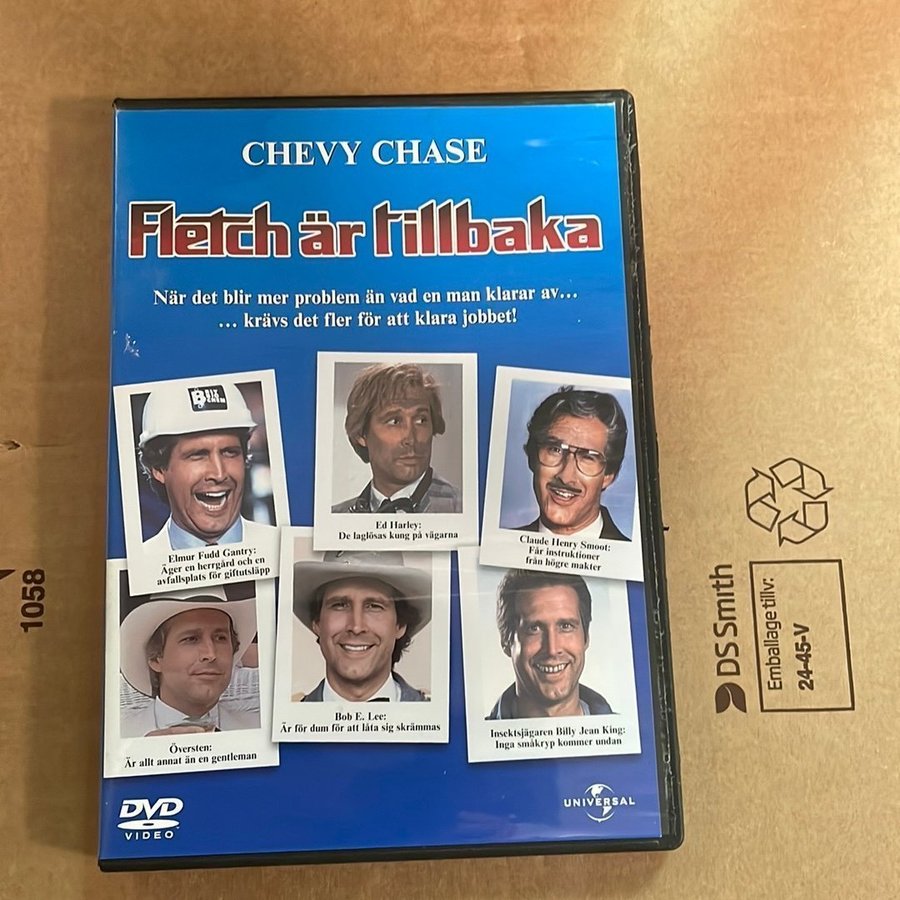 CHEVY CHASE
Fletch är tillbaka
När det blir mer problem än vad en man klarar av...
... krävs det fler för att klara jobbet!
BIT
CHEM
Elmur Fudd Gantry:
Äger en herrgård och en
avfallsplats för giftutsläpp
Ed Harley:
De laglösas kung på vägarna
Claude Henry Smoot:
Får instruktioner
från högre makter
Översten:
Är allt annat än en gentleman
Bob E. Lee:
Är för dum för att låta sig skrämmas
Insektsjägaren Billy Jean King:
Inga småkryp kommer undan
DVD
VIDEO
UNIVERSAL
1058
DS Smith
Emballage tillv:
24-45-V